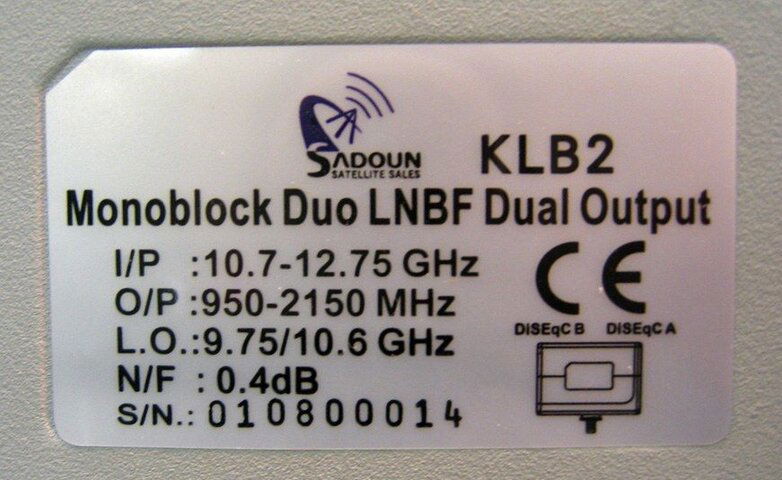 SADOUN
SATELLITE SALES
KLB2
Monoblock Duo LNBF Dual Output
I/P :10.7-12.75 GHz
O/P :950-2150 MHz
L.O.:9.75/10.6 GHz
N/F : 0.4dB
S/N.: 010800014
CE
DiSEqC B DiSEqC A